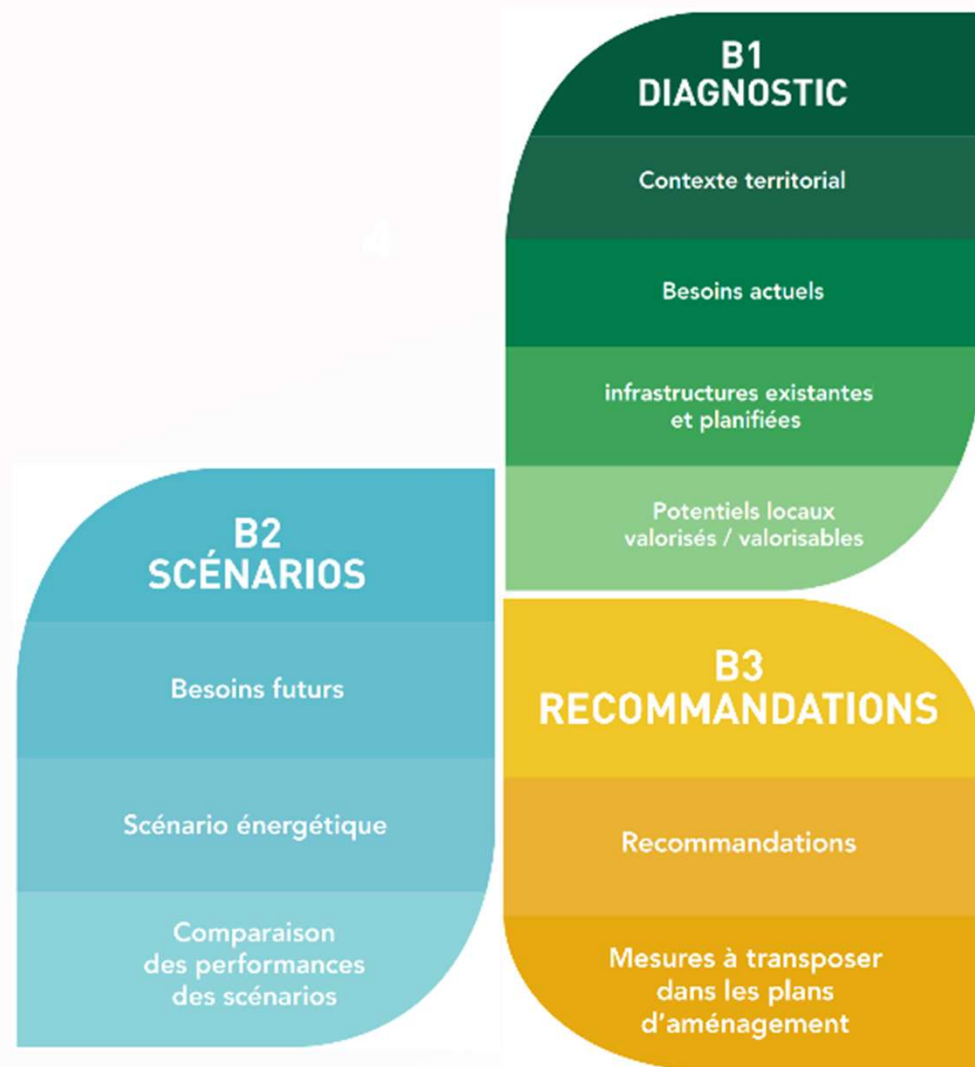 B1
DIAGNOSTIC
Contexte territorial
Besoins actuels
infrastructures existantes
et planifiées
Potentiels locaux
valorisés / valorisables
B2
SCÉNARIOS
Besoins futurs
Scénario énergétique
Comparaison
des performances
des scénarios
B3
RECOMMANDATIONS
Recommandations
Mesures à transposer
dans les plans
d'aménagement